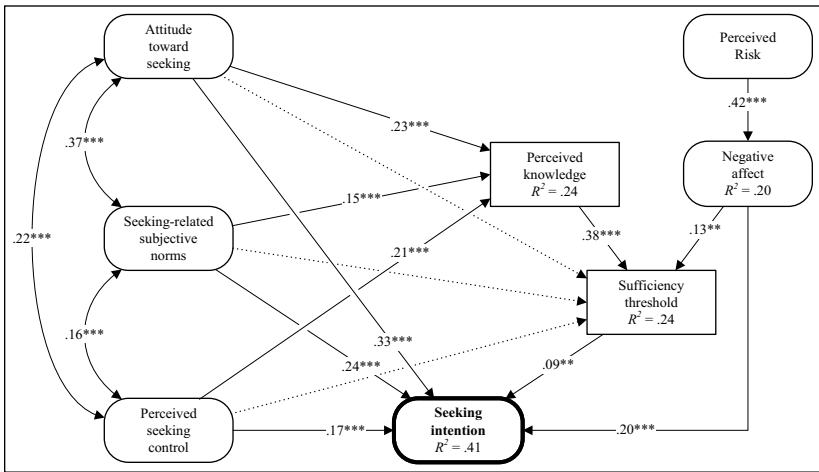 Attitude
toward
seeking
Perceived
Risk
.42***
.23***
.37***
Perceived
knowledge
R² = .24
Negative
affect
R² = .20
.15***
Seeking-related
subjective
norms
.22***
.21***
.38***
.13**
Sufficiency
threshold
R² = .24
.16***
.33***
.24***
.09**
Perceived
seeking
control
.17***
Seeking
intention
R² = .41
.20***